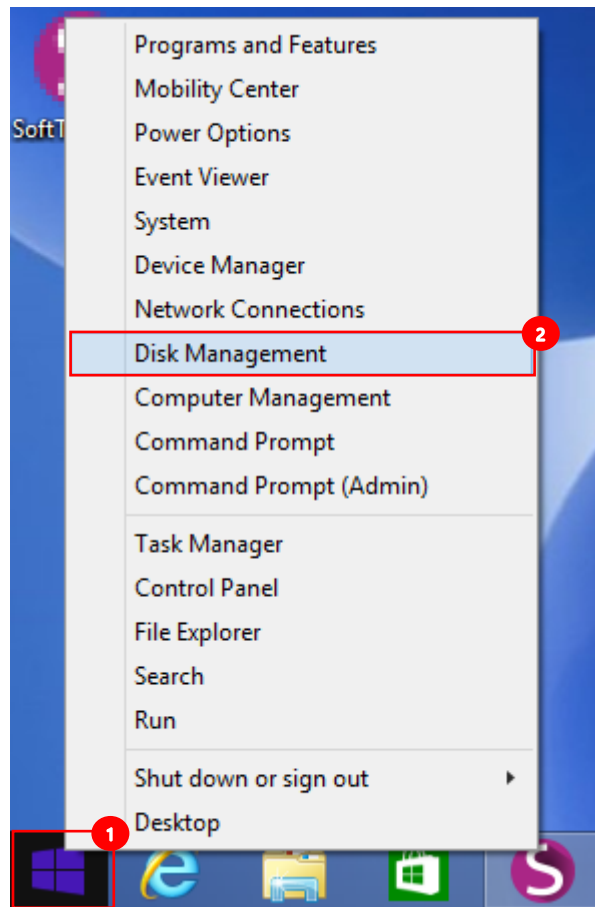 Programs and Features
Mobility Center
SoftT
Power Options
Event Viewer
System
Device Manager
Network Connections
2
Disk Management
Computer Management
Command Prompt
Command Prompt (Admin)
Task Manager
Control Panel
File Explorer
Search
Run
Shut down or sign out
1
Desktop
S